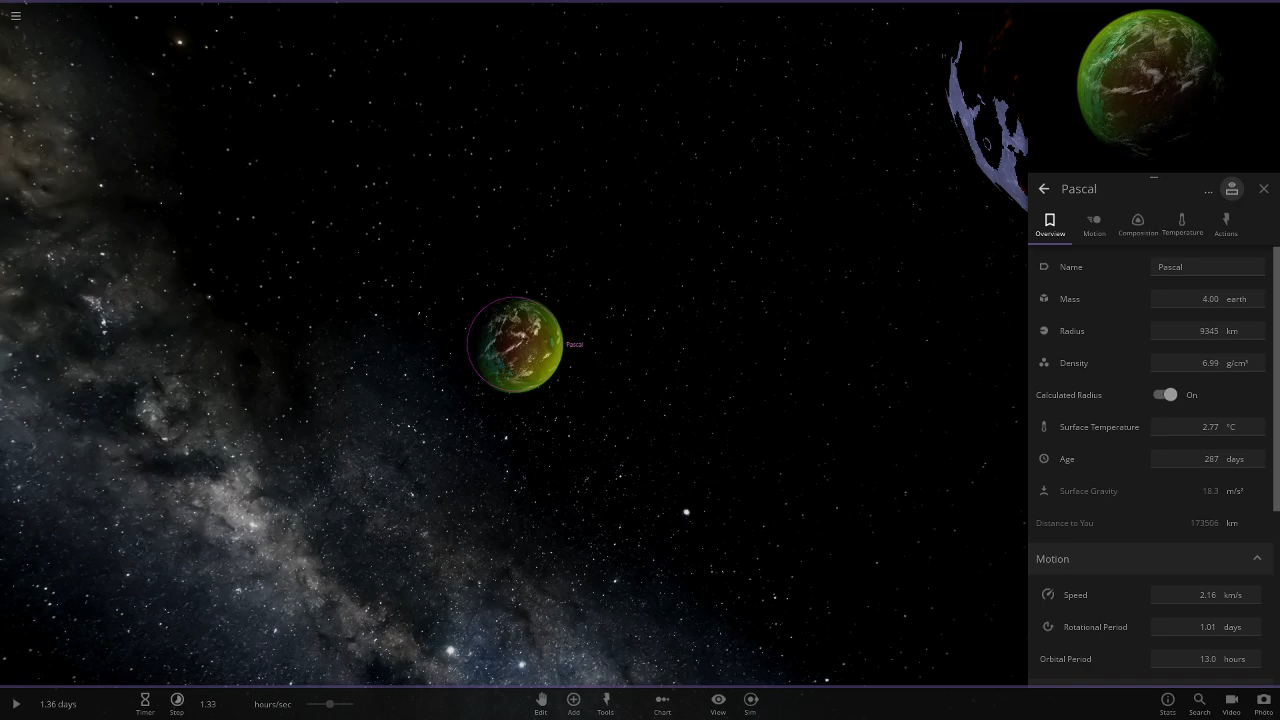 Pascal
Pascal
...
Overview
Motion
Composition
Temperature
Actions
Name Pascal
Mass 4.00 earth
Radius 9345 km
Density 6.99 g/cm³
Calculated Radius On
Surface Temperature 2.77 °C
Age 287 days
Surface Gravity 18.3 m/s²
Distance to You 173506 km
Motion
Speed 2.16 km/s
Rotational Period 1.01 days
Orbital Period 13.0 hours
1.36 days
Timer
Step
1.33 hours/sec
Edit
Add
Tools
Chart
View
Sim
Stats
Search
Video
Photo